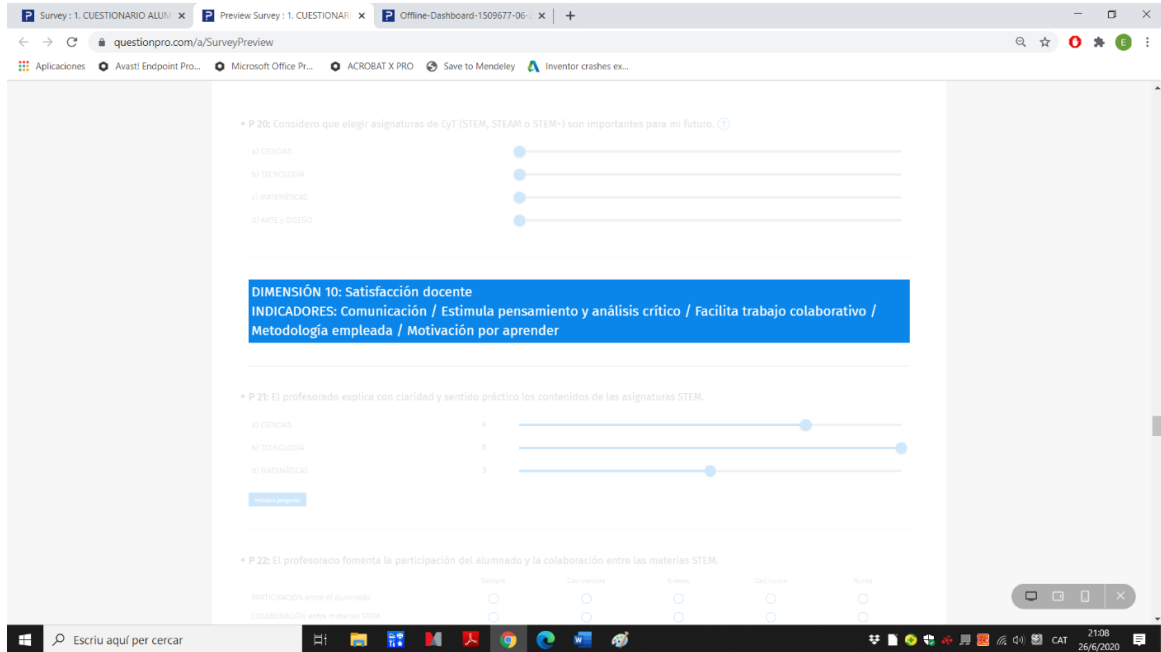 Survey : 1. CUESTIONARIO ALUM
Preview Survey : 1. CUESTIONARI
Offline-Dashboard-1509677-06-2
questionpro.com/a/SurveyPreview
E
Aplicaciones
Avast! Endpoint Pro...
Microsoft Office Pr...
ACROBAT X PRO
Save to Mendeley
Inventor crashes ex...
* P 20: Considero que elegir asignaturas de CyT (STEM, STEAM o STEM+) son importantes para mi futuro. ?
a) CIENCIAS
b) TECNOLOGÍA
c) MATEMÁTICAS
d) ARTE y DISEÑO
DIMENSIÓN 10: Satisfacción docente
INDICADORES: Comunicación / Estimula pensamiento y análisis crítico / Facilita trabajo colaborativo /
Metodología empleada / Motivación por aprender
* P 21: El profesorado explica con claridad y sentido práctico los contenidos de las asignaturas STEM.
a) CIENCIAS 4
b) TECNOLOGÍA 5
c) MATEMÁTICAS 3
Próxima pregunta
* P 22: El profesorado fomenta la participación del alumnado y la colaboración entre las materias STEM.
Siempre Casi siempre A veces Casi nunca Nunca
PARTICIPACIÓN entre el alumnado
COLABORACIÓN entre materias STEM
Escriu aquí per cercar
CAT
21:08
26/6/2020